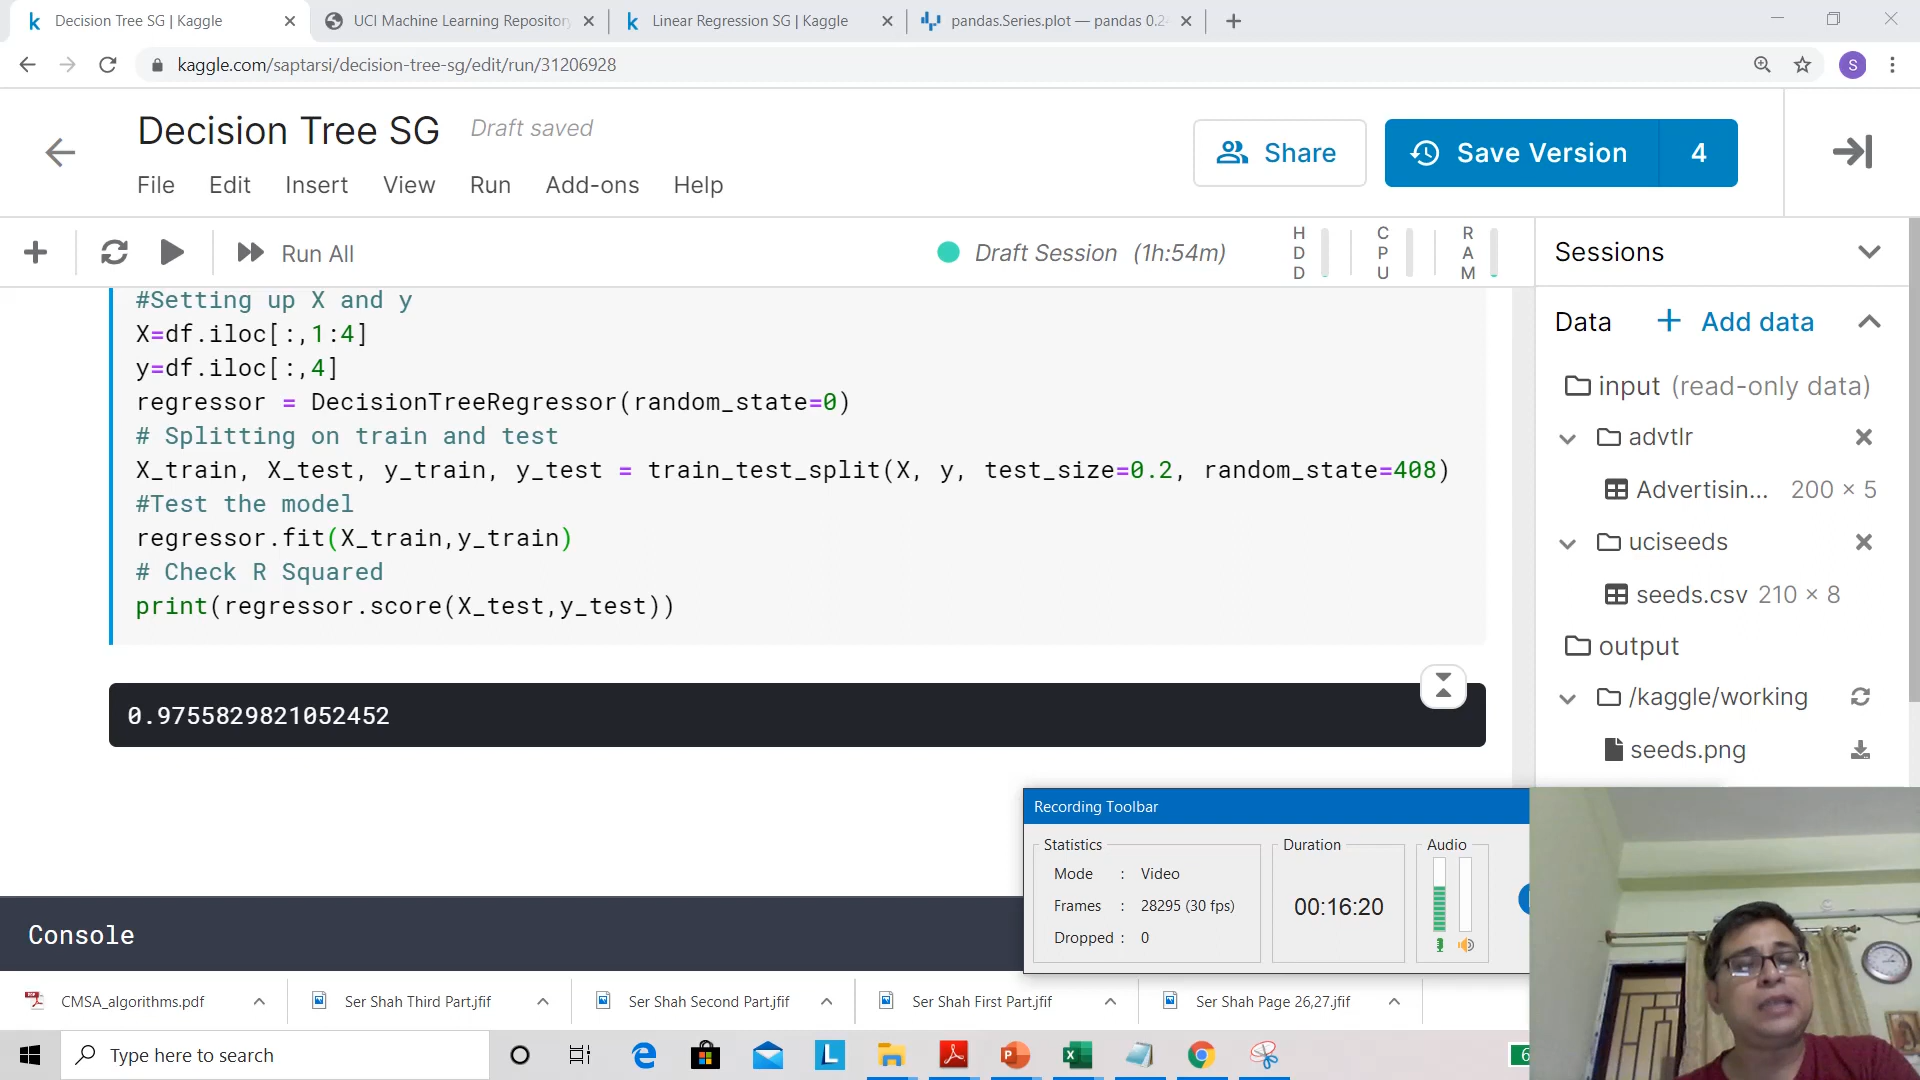 Decision Tree SG | Kaggle
UCI Machine Learning Repository
Linear Regression SG | Kaggle
pandas.Series.plot — pandas 0.2
kaggle.com/saptarsi/decision-tree-sg/edit/run/31206928
S
Decision Tree SG
Draft saved
Share
Save Version
4
File Edit Insert View Run Add-ons Help
Run All
Draft Session (1h:54m)
HDD
CPU
RAM
Sessions
#Setting up X and y
X=df.iloc[:,1:4]
y=df.iloc[:,4]
regressor = DecisionTreeRegressor(random_state=0)
# Splitting on train and test
X_train, X_test, y_train, y_test = train_test_split(X, y, test_size=0.2, random_state=408)
#Test the model
regressor.fit(X_train,y_train)
# Check R Squared
print(regressor.score(X_test,y_test))
0.9755829821052452
Data + Add data
input (read-only data)
advtlr
Advertisin... 200 × 5
uciseeds
seeds.csv 210 × 8
output
/kaggle/working
seeds.png
Recording Toolbar
Statistics
Mode : Video
Frames : 28295 (30 fps)
Dropped : 0
Duration
00:16:20
Audio
Console
CMSA_algorithms.pdf
Ser Shah Third Part.jfif
Ser Shah Second Part.jfif
Ser Shah First Part.jfif
Ser Shah Page 26,27.jfif
Type here to search